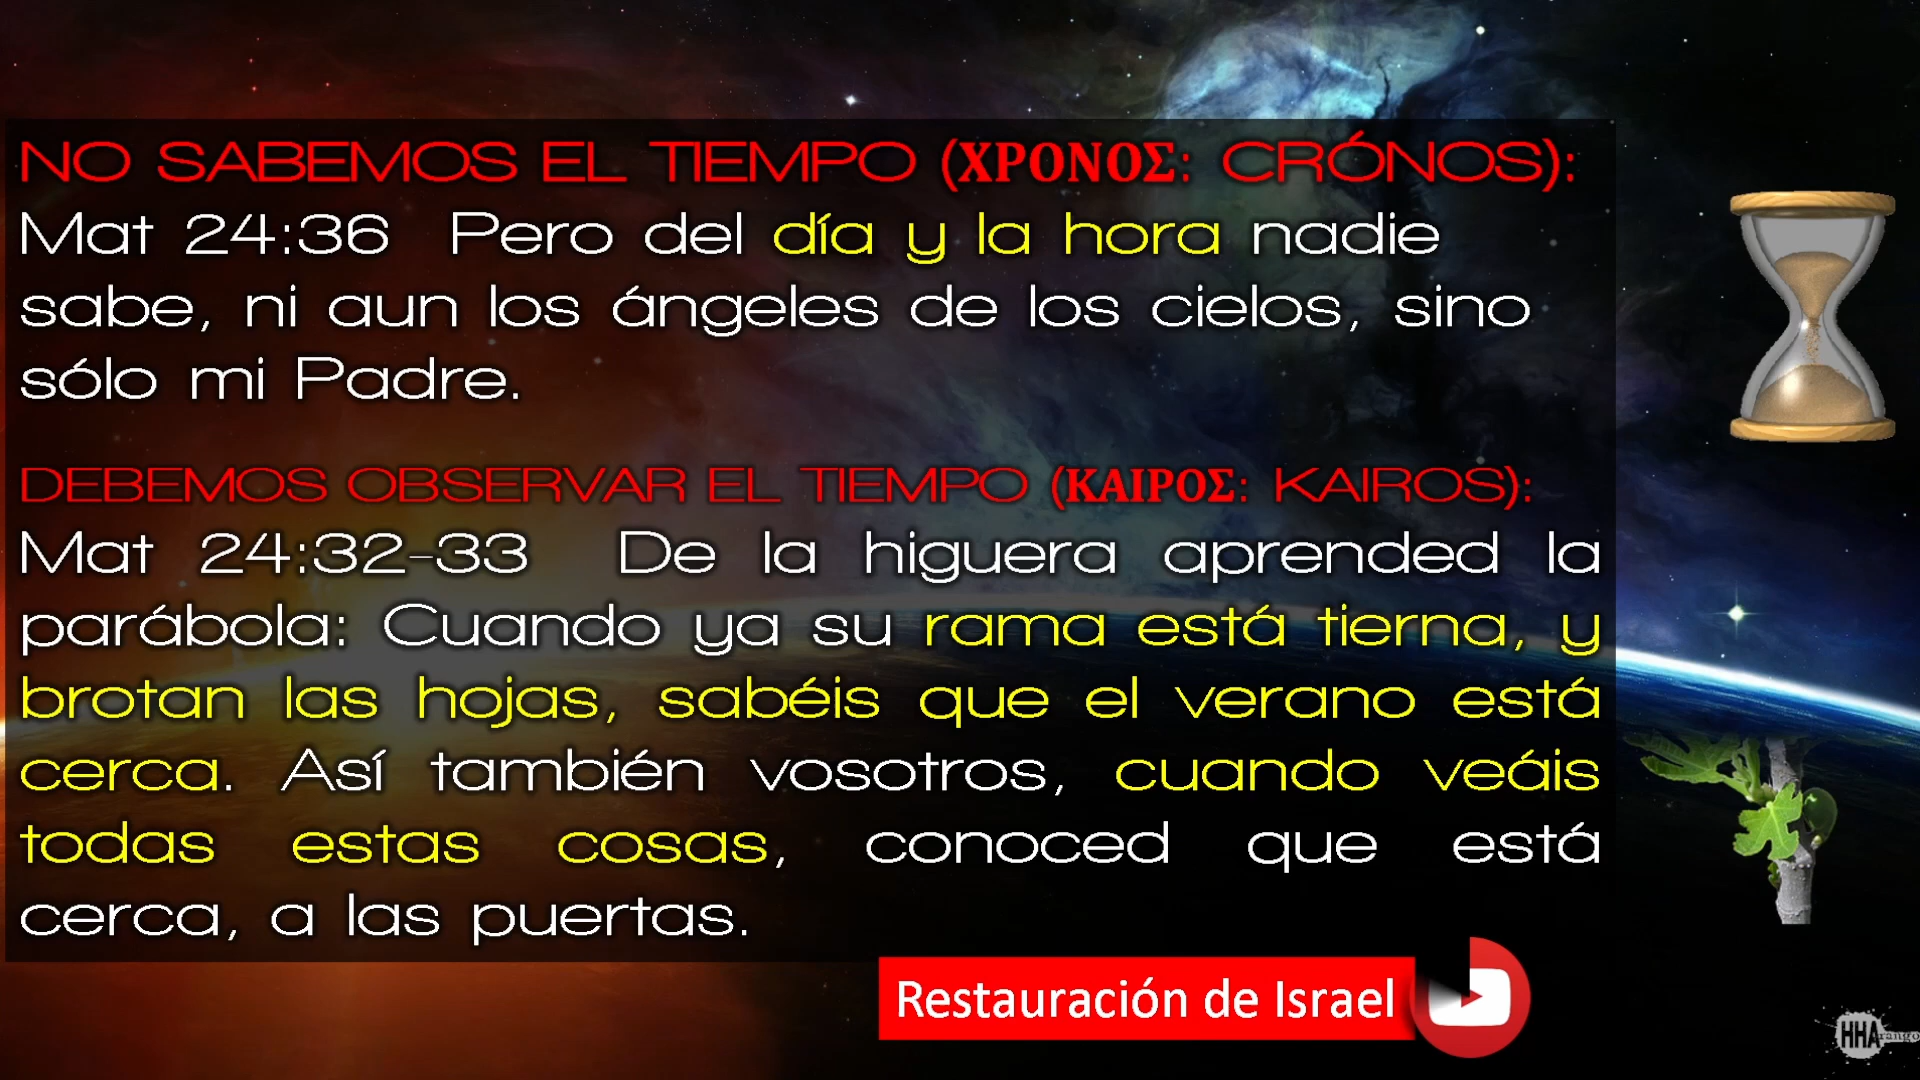 NO SABEMOS EL TIEMPO (ΧΡΟΝΟΣ: CRÓNOS):
Mat 24:36 Pero del día y la hora nadie
sabe, ni aun los ángeles de los cielos, sino
sólo mi Padre.
DEBEMOS OBSERVAR EL TIEMPO (ΚΑΙΡΟΣ: KAIROS):
Mat 24:32-33 De la higuera aprended la
parábola: Cuando ya su rama está tierna, y
brotan las hojas, sabéis que el verano está
cerca. Así también vosotros, cuando veáis
todas estas cosas, conoced que está
cerca, a las puertas.
Restauración de Israel
HHArango